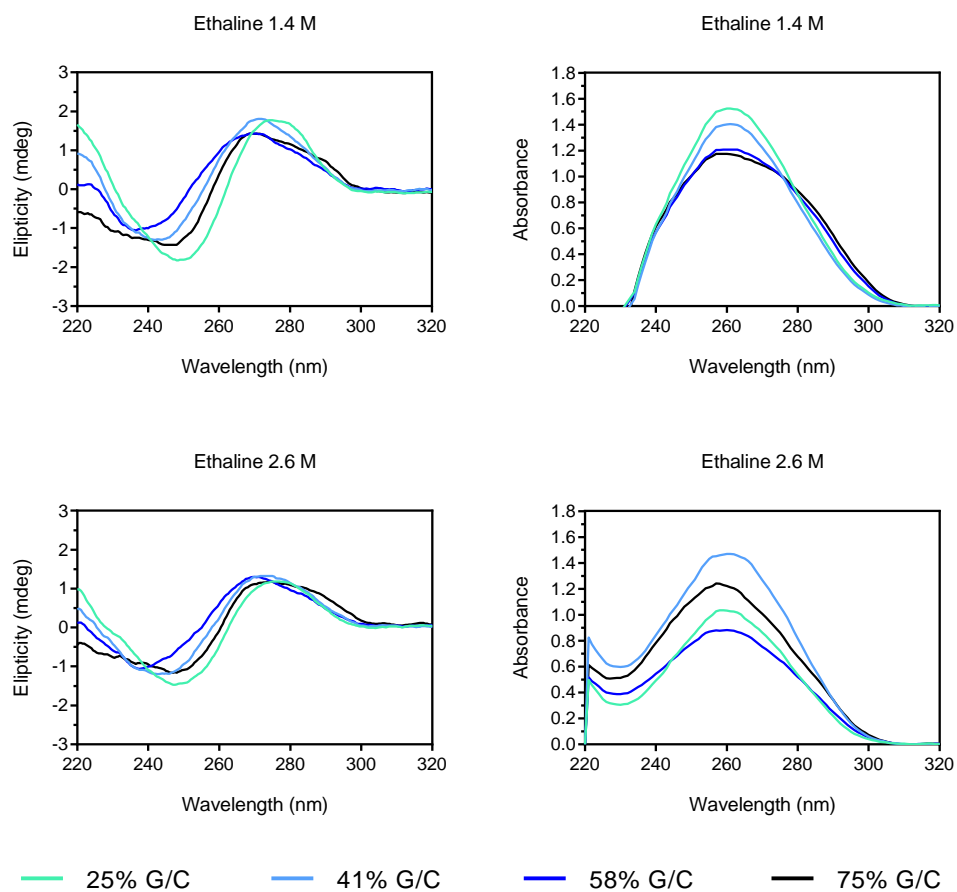 Ethaline 1.4 M
Elipticity (mdeg)
3
2
1
0
-1
-2
-3
220 240 260 280 300 320
Wavelength (nm)
Ethaline 1.4 M
Absorbance
1.8
1.6
1.4
1.2
1.0
0.8
0.6
0.4
0.2
0.0
220 240 260 280 300 320
Wavelength (nm)
Ethaline 2.6 M
Elipticity (mdeg)
3
2
1
0
-1
-2
-3
220 240 260 280 300 320
Wavelength (nm)
Ethaline 2.6 M
Absorbance
1.8
1.6
1.4
1.2
1.0
0.8
0.6
0.4
0.2
0.0
220 240 260 280 300 320
Wavelength (nm)
25% G/C 41% G/C 58% G/C 75% G/C